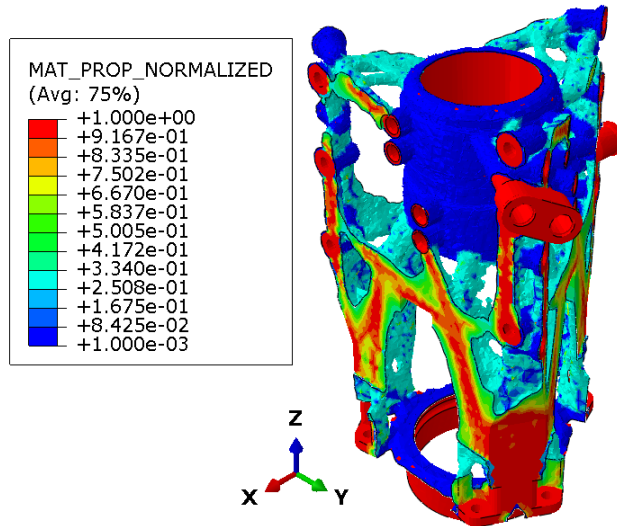 MAT_PROP_NORMALIZED
(Avg: 75%)
+1.000e+00
+9.167e-01
+8.335e-01
+7.502e-01
+6.670e-01
+5.837e-01
+5.005e-01
+4.172e-01
+3.340e-01
+2.508e-01
+1.675e-01
+8.425e-02
+1.000e-03
Z
X Y